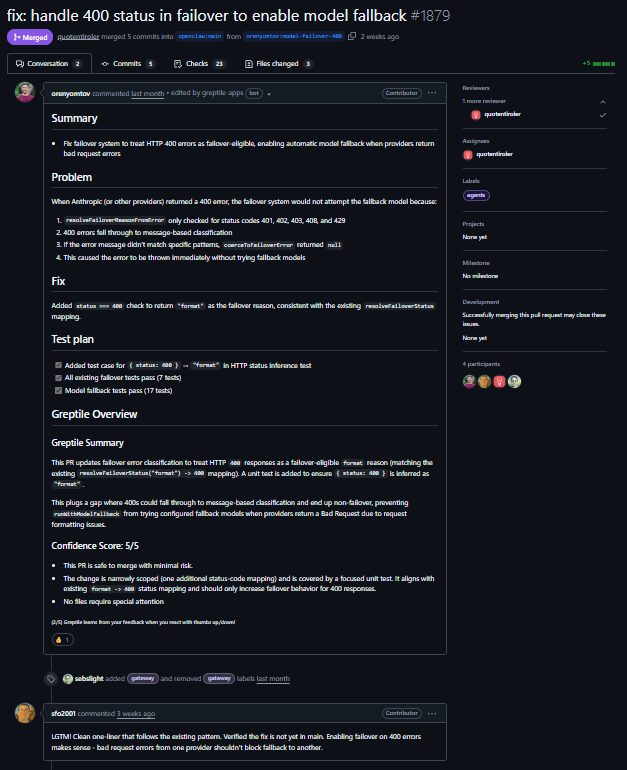 fix: handle 400 status in failover to enable model fallback #1879
Merged quotentiroler merged 5 commits into openclaw:main from orenyomtov:model-failover-400 2 weeks ago
Conversation 2 Commits 5 Checks 23 Files changed 3 +5
orenyomtov commented last month • edited by greptile-apps bot Contributor ...
Summary
• Fix failover system to treat HTTP 400 errors as failover-eligible, enabling automatic model fallback when providers return
bad request errors
Problem
When Anthropic (or other providers) returned a 400 error, the failover system would not attempt the fallback model because:
1. resolveFailoverReasonFromError only checked for status codes 401, 402, 403, 408, and 429
2. 400 errors fell through to message-based classification
3. If the error message didn't match specific patterns, coerceToFailoverError returned null
4. This caused the error to be thrown immediately without trying fallback models
Fix
Added status === 400 check to return "format" as the failover reason, consistent with the existing resolveFailoverStatus
mapping.
Test plan
Added test case for { status: 400 } → "format" in HTTP status inference test
All existing failover tests pass (7 tests)
Model fallback tests pass (17 tests)
Greptile Overview
Greptile Summary
This PR updates failover error classification to treat HTTP 400 responses as a failover-eligible format reason (matching the
existing resolveFailoverStatus("format") -> 400 mapping). A unit test is added to ensure { status: 400 } is inferred as
"format".
This plugs a gap where 400s could fall through to message-based classification and end up non-failover, preventing
runWithModelFallback from trying configured fallback models when providers return a Bad Request due to request
formatting issues.
Confidence Score: 5/5
• This PR is safe to merge with minimal risk.
• The change is narrowly scoped (one additional status-code mapping) and is covered by a focused unit test. It aligns with
existing format -> 400 status mapping and should only increase failover behavior for 400 responses.
• No files require special attention
(2/5) Greptile learns from your feedback when you react with thumbs up/down!
1
sebslight added gateway and removed gateway labels last month
sfo2001 commented 3 weeks ago Contributor ...
LGTM! Clean one-liner that follows the existing pattern. Verified the fix is not yet in main. Enabling failover on 400 errors
makes sense - bad request errors from one provider shouldn't block fallback to another.
Reviewers
1 more reviewer
quotentiroler
Assignees
quotentiroler
Labels
agents
Projects
None yet
Milestone
No milestone
Development
Successfully merging this pull request may close these
issues.
None yet
4 participants